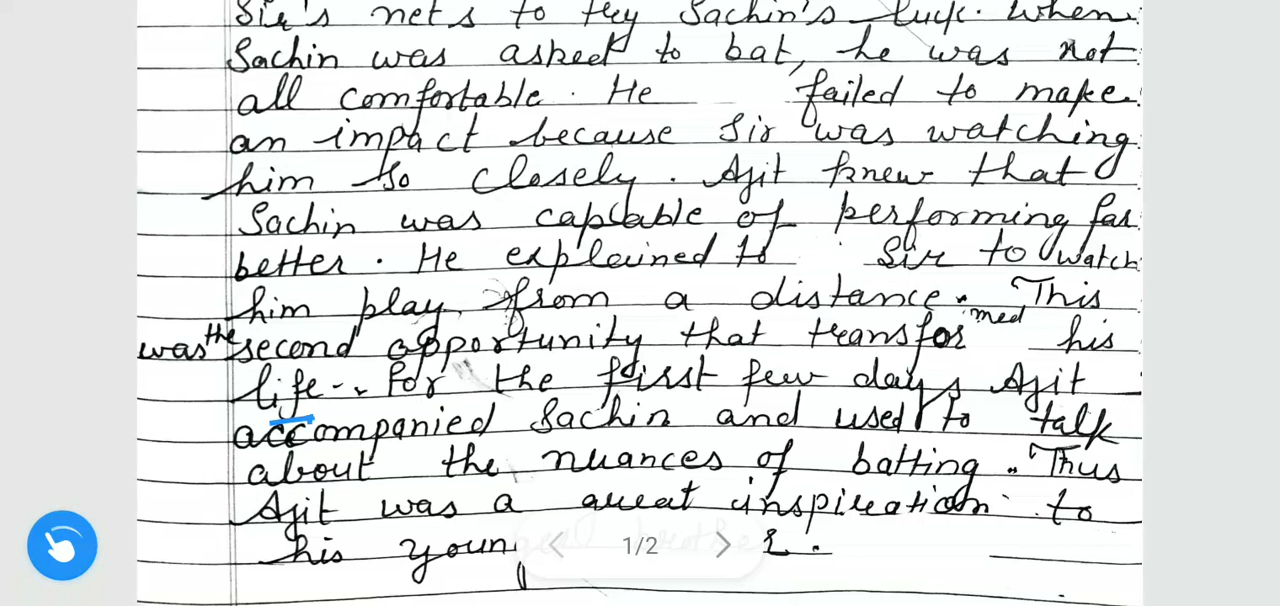 Sir's nets to try Sachin's luck. When
Sachin was asked to bat, he was not
all comfortable. He failed to make
an impact because Sir was watching
him so closely. Ajit knew that
Sachin was capable of performing far
better. He explained to Sir to watch
him play from a distance. This
was the second opportunity that transformed his
life. For the first few days Ajit
accompanied Sachin and used to talk
about the nuances of batting. Thus
Ajit was a great inspiration to
his
1/2